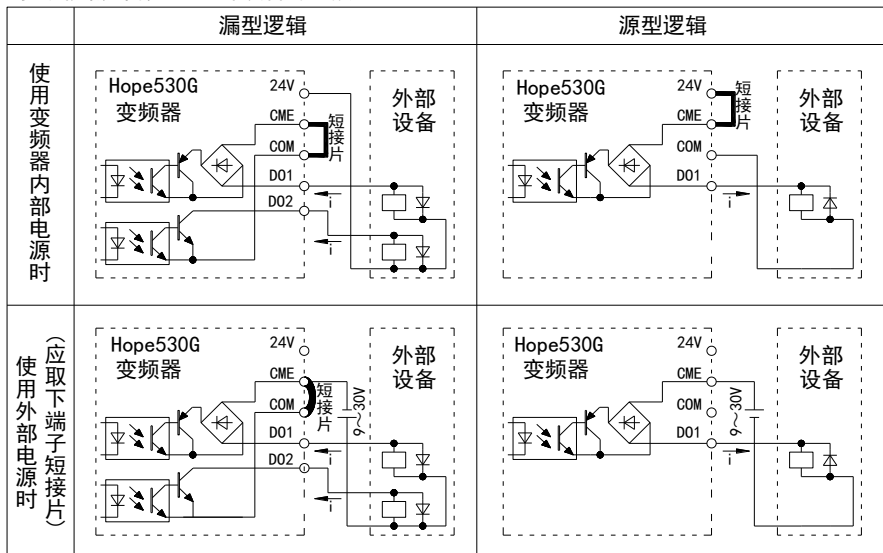 漏型逻辑
源型逻辑
使用变频器内部电源时
Hope530G
变频器
24V
CME
COM
DO1
DO2
短接片
i
i
外部
设备
Hope530G
变频器
24V
CME
COM
DO1
短接片
i
外部
设备
使用外部电源时
(应取下端子短接片)
Hope530G
变频器
24V
CME
COM
DO1
DO2
短接片
9～30V
i
i
外部
设备
Hope530G
变频器
24V
CME
COM
DO1
9～30V
i
外部
设备